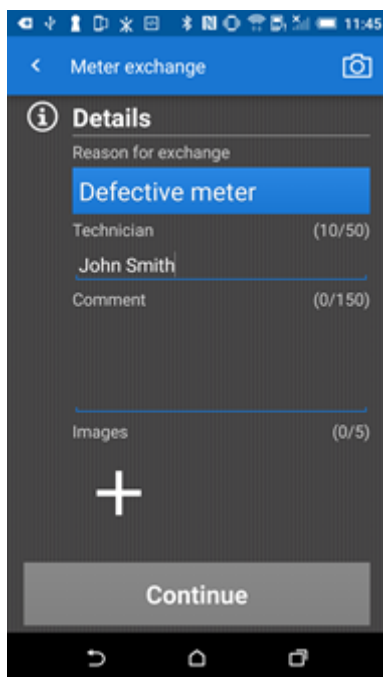 11:45
Meter exchange
Details
Reason for exchange
Defective meter
Technician (10/50)
John Smith
Comment (0/150)
Images (0/5)
Continue